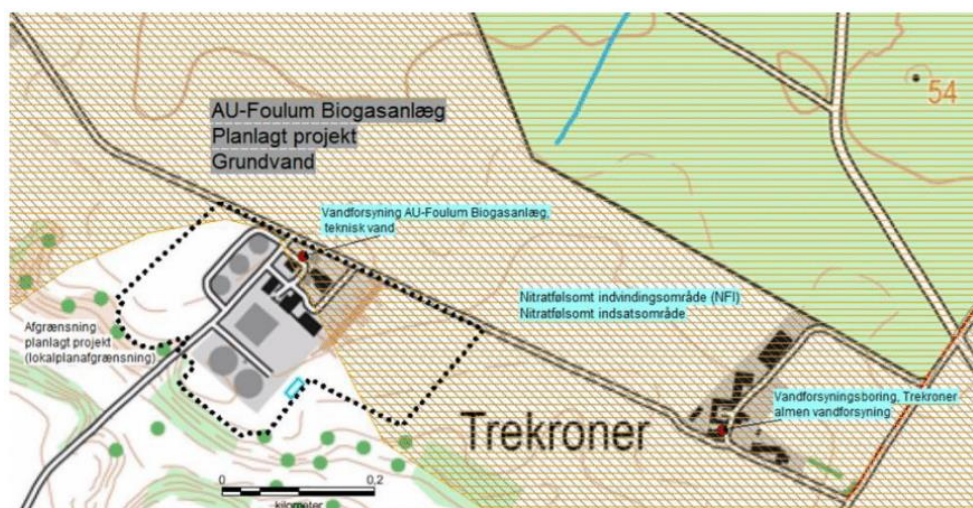 AU-Foulum Biogasanlæg
Planlagt projekt
Grundvand
54
Vandforsyning AU-Foulum Biogasanlæg,
teknisk vand
Nitratfølsomt indvindingsområde (NFI)
Nitratfølsomt indsatsområde
Afgrænsning
planlagt projekt
(lokalplanafgrænsning)
Vandforsyningsboring, Trekroner
almen vandforsyning
Trekroner
0 0,2
kilometer